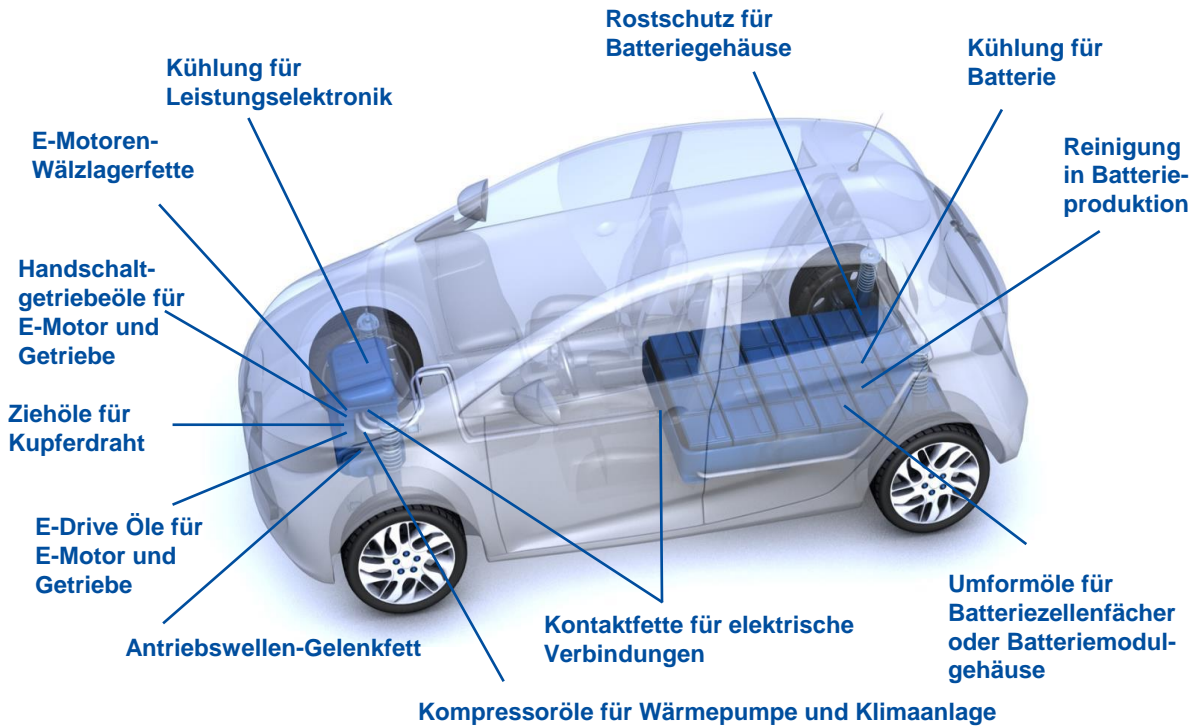 Rostschutz für
Batteriegehäuse
Kühlung für
Batterie
Kühlung für
Leistungselektronik
E-Motoren-
Wälzlagerfette
Reinigung
in Batterie-
produktion
Handschalt-
getriebeöle für
E-Motor und
Getriebe
Ziehöle für
Kupferdraht
E-Drive Öle für
E-Motor und
Getriebe
Umformöle für
Batteriezellenfächer
oder Batteriemodul-
gehäuse
Kontaktfette für elektrische
Verbindungen
Antriebswellen-Gelenkfett
Kompressoröle für Wärmepumpe und Klimaanlage